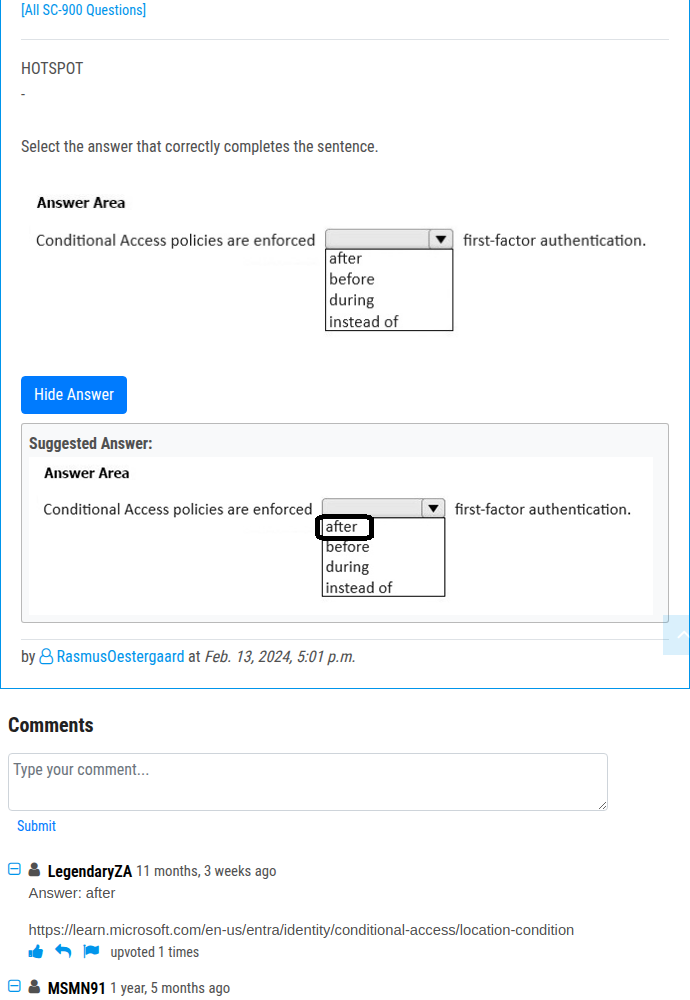 [All SC-900 Questions]
HOTSPOT
-
Select the answer that correctly completes the sentence.
Answer Area
Conditional Access policies are enforced first-factor authentication.
after
before
during
instead of
Hide Answer
Suggested Answer:
Answer Area
Conditional Access policies are enforced first-factor authentication.
after
before
during
instead of
by RasmusOestergaard at Feb. 13, 2024, 5:01 p.m.
Comments
Type your comment...
Submit
LegendaryZA 11 months, 3 weeks ago
Answer: after
https://learn.microsoft.com/en-us/entra/identity/conditional-access/location-condition
upvoted 1 times
MSMN91 1 year, 5 months ago